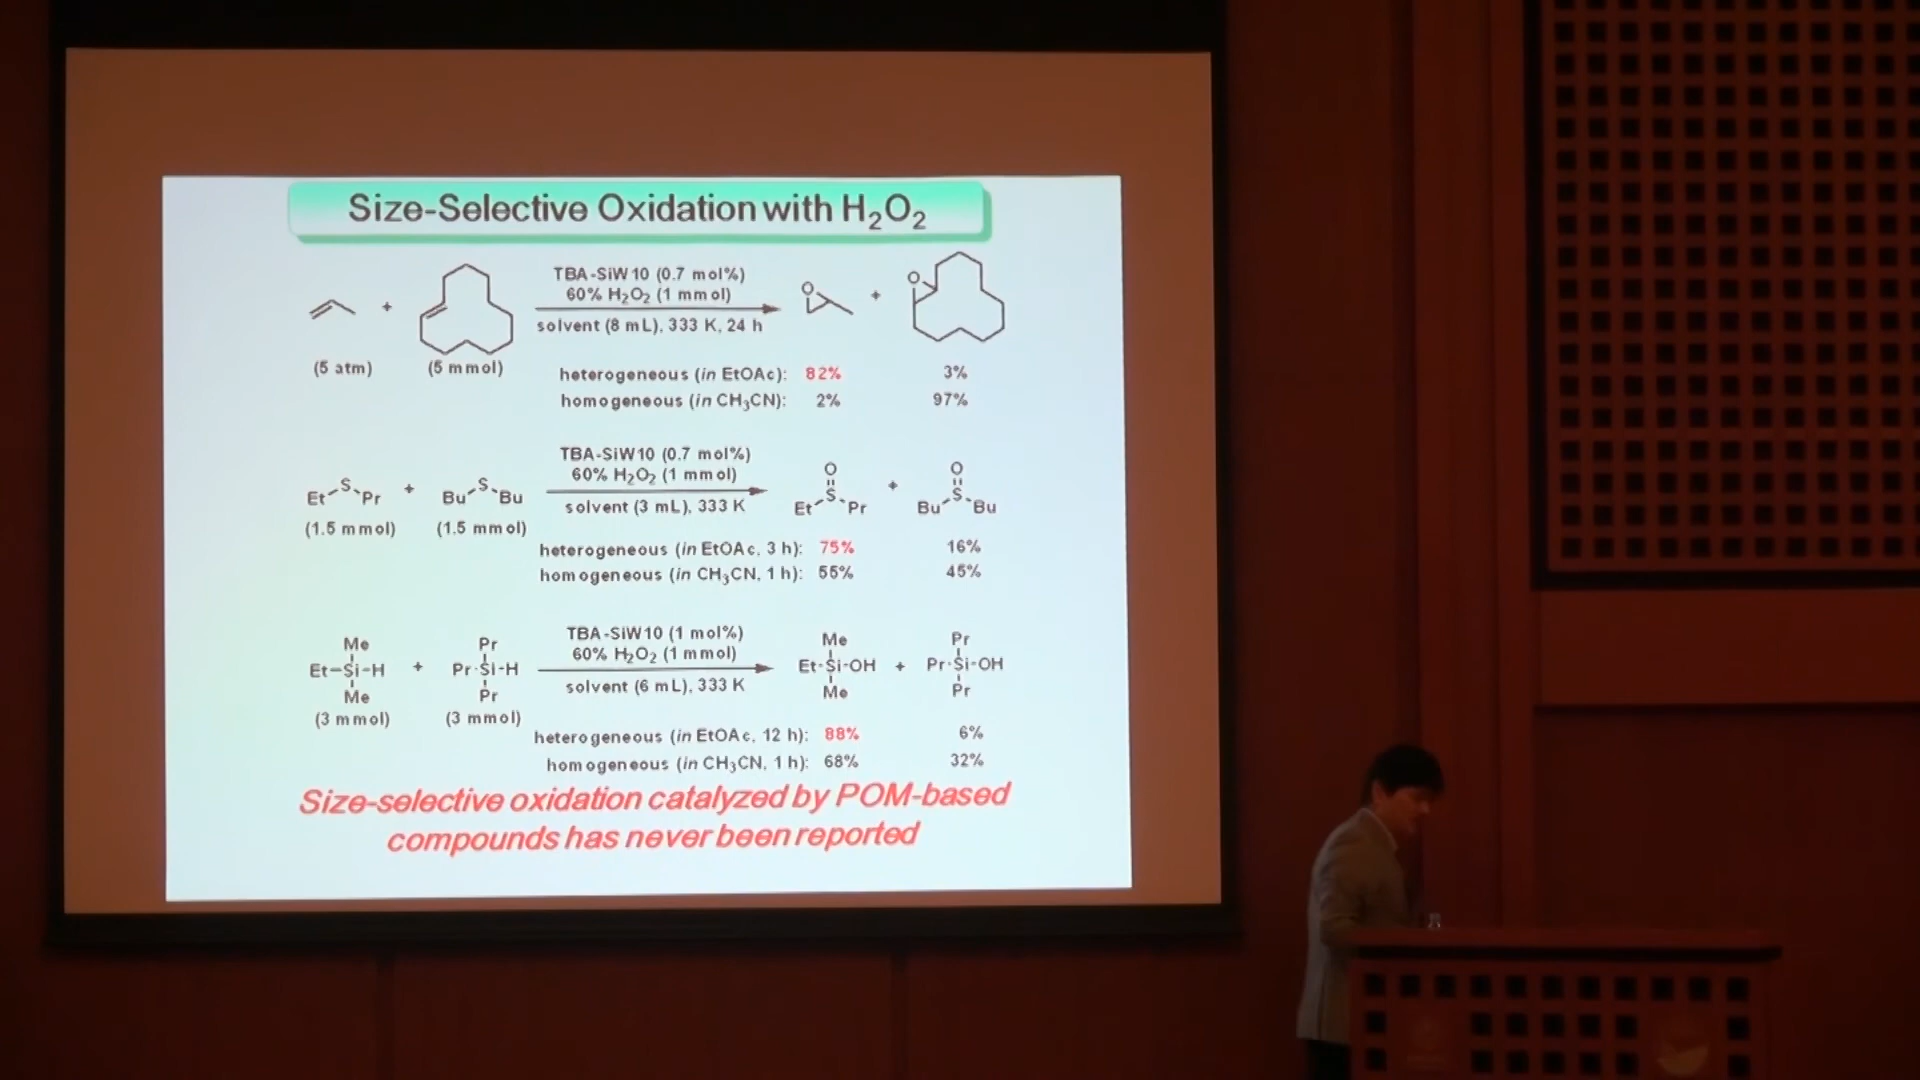 Size-Selective Oxidation with H₂O₂
TBA-SiW10 (0.7 mol%)
60% H₂O₂ (1 mmol)
solvent (8 mL), 333 K, 24 h
+
O
+
O
(5 atm)
(5 mmol)
heterogeneous (in EtOAc): 82% 3%
homogeneous (in CH₃CN): 2% 97%
TBA-SiW10 (0.7 mol%)
60% H₂O₂ (1 mmol)
solvent (3 mL), 333 K
Et S Pr + Bu S Bu
O
Et S Pr
+
O
Bu S Bu
(1.5 mmol) (1.5 mmol)
heterogeneous (in EtOAc, 3 h): 75% 16%
homogeneous (in CH₃CN, 1 h): 55% 45%
TBA-SiW10 (1 mol%)
60% H₂O₂ (1 mmol)
solvent (6 mL), 333 K
Me Pr Me Pr
Et-Si-H + Pr-Si-H Et-Si-OH + Pr-Si-OH
Me Pr Me Pr
(3 mmol) (3 mmol)
heterogeneous (in EtOAc, 12 h): 88% 6%
homogeneous (in CH₃CN, 1 h): 68% 32%
Size-selective oxidation catalyzed by POM-based
compounds has never been reported